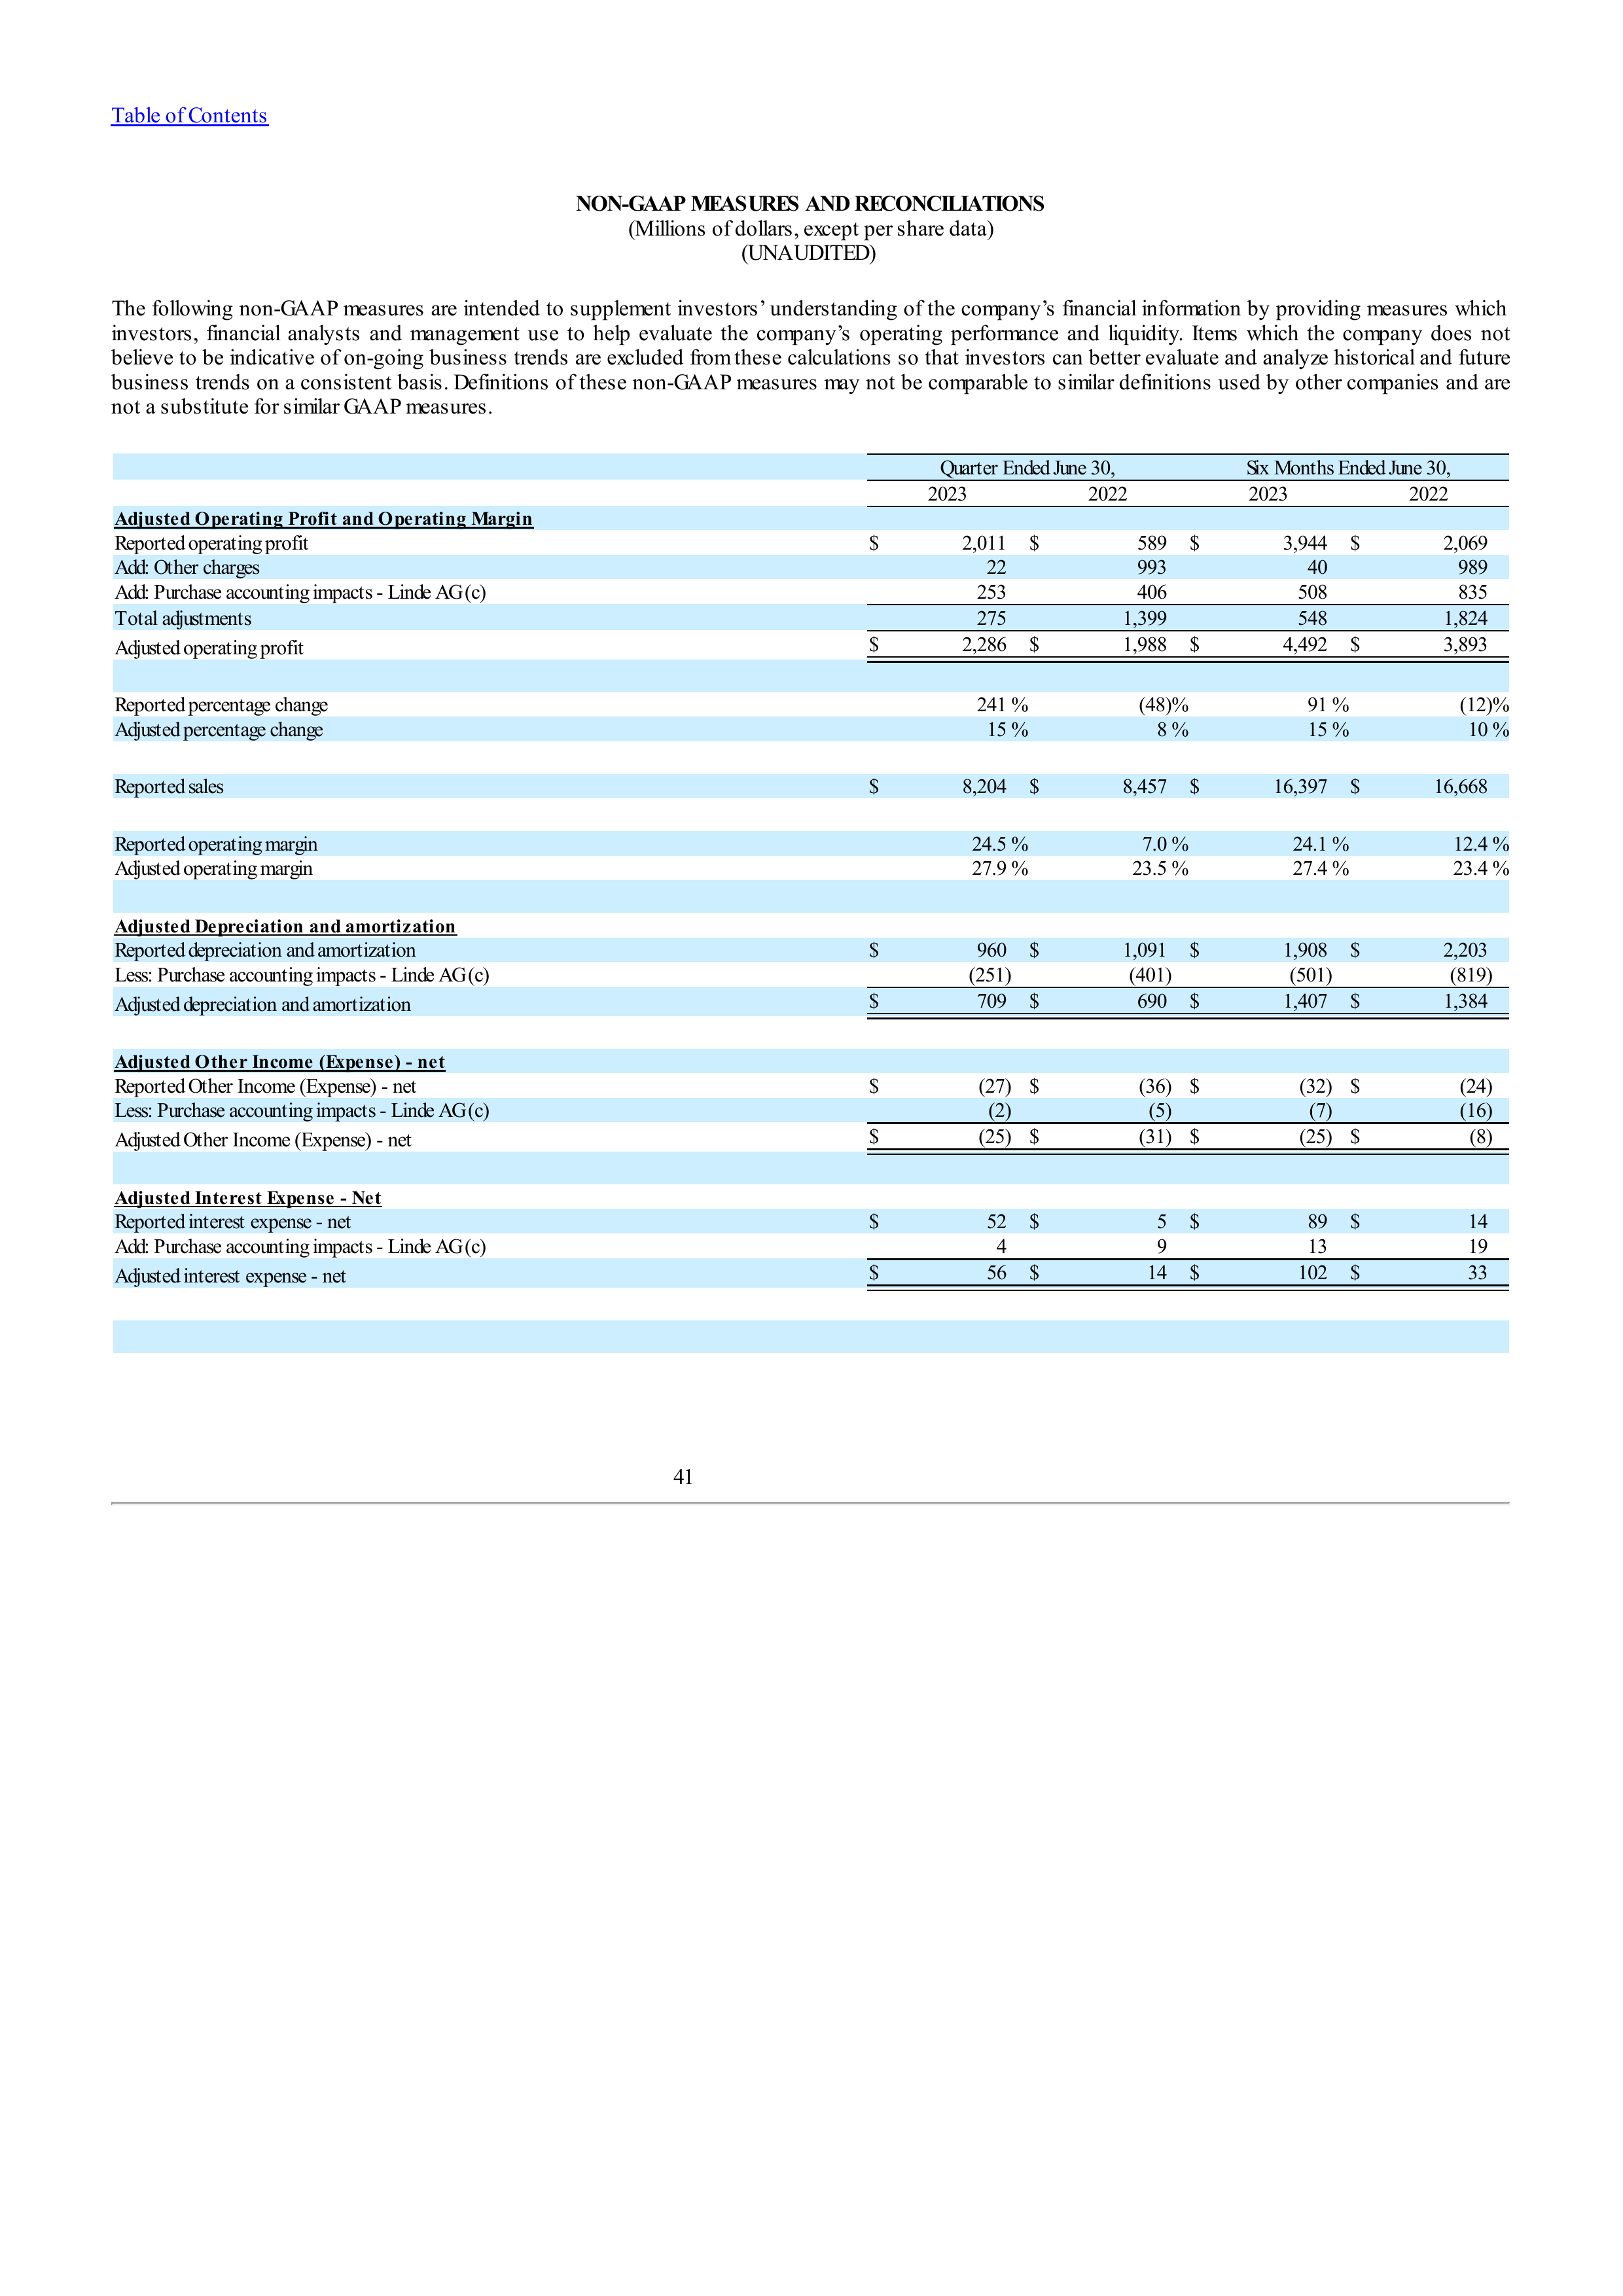 Table of Contents
NON-GAAP MEASURES AND RECONCILIATIONS
(Millions of dollars, except per share data)
(UNAUDITED)
The following non-GAAP measures are intended to supplement investors’ understanding of the company’s financial information by providing measures which
investors, financial analysts and management use to help evaluate the company’s operating performance and liquidity. Items which the company does not
believe to be indicative of on-going business trends are excluded from these calculations so that investors can better evaluate and analyze historical and future
business trends on a consistent basis. Definitions of these non-GAAP measures may not be comparable to similar definitions used by other companies and are
not a substitute for similar GAAP measures.
Quarter Ended June 30, Six Months Ended June 30,
2023 2022 2023 2022
Adjusted Operating Profit and Operating Margin
Reported operating profit $ 2,011 $ 589 $ 3,944 $ 2,069
Add: Other charges 22 993 40 989
Add: Purchase accounting impacts - Linde AG (c) 253 406 508 835
Total adjustments 275 1,399 548 1,824
Adjusted operating profit $ 2,286 $ 1,988 $ 4,492 $ 3,893
Reported percentage change 241 % (48)% 91 % (12)%
Adjusted percentage change 15 % 8 % 15 % 10 %
Reported sales $ 8,204 $ 8,457 $ 16,397 $ 16,668
Reported operating margin 24.5 % 7.0 % 24.1 % 12.4 %
Adjusted operating margin 27.9 % 23.5 % 27.4 % 23.4 %
Adjusted Depreciation and amortization
Reported depreciation and amortization $ 960 $ 1,091 $ 1,908 $ 2,203
Less: Purchase accounting impacts - Linde AG (c) (251) (401) (501) (819)
Adjusted depreciation and amortization $ 709 $ 690 $ 1,407 $ 1,384
Adjusted Other Income (Expense) - net
Reported Other Income (Expense) - net $ (27) $ (36) $ (32) $ (24)
Less: Purchase accounting impacts - Linde AG (c) (2) (5) (7) (16)
Adjusted Other Income (Expense) - net $ (25) $ (31) $ (25) $ (8)
Adjusted Interest Expense - Net
Reported interest expense - net $ 52 $ 5 $ 89 $ 14
Add: Purchase accounting impacts - Linde AG (c) 4 9 13 19
Adjusted interest expense - net $ 56 $ 14 $ 102 $ 33
41